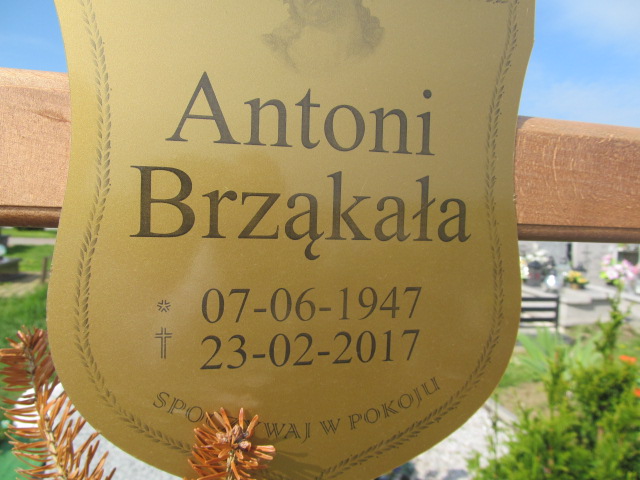 Antoni
Brząkała
* 07-06-1947
† 23-02-2017
W POKOJU